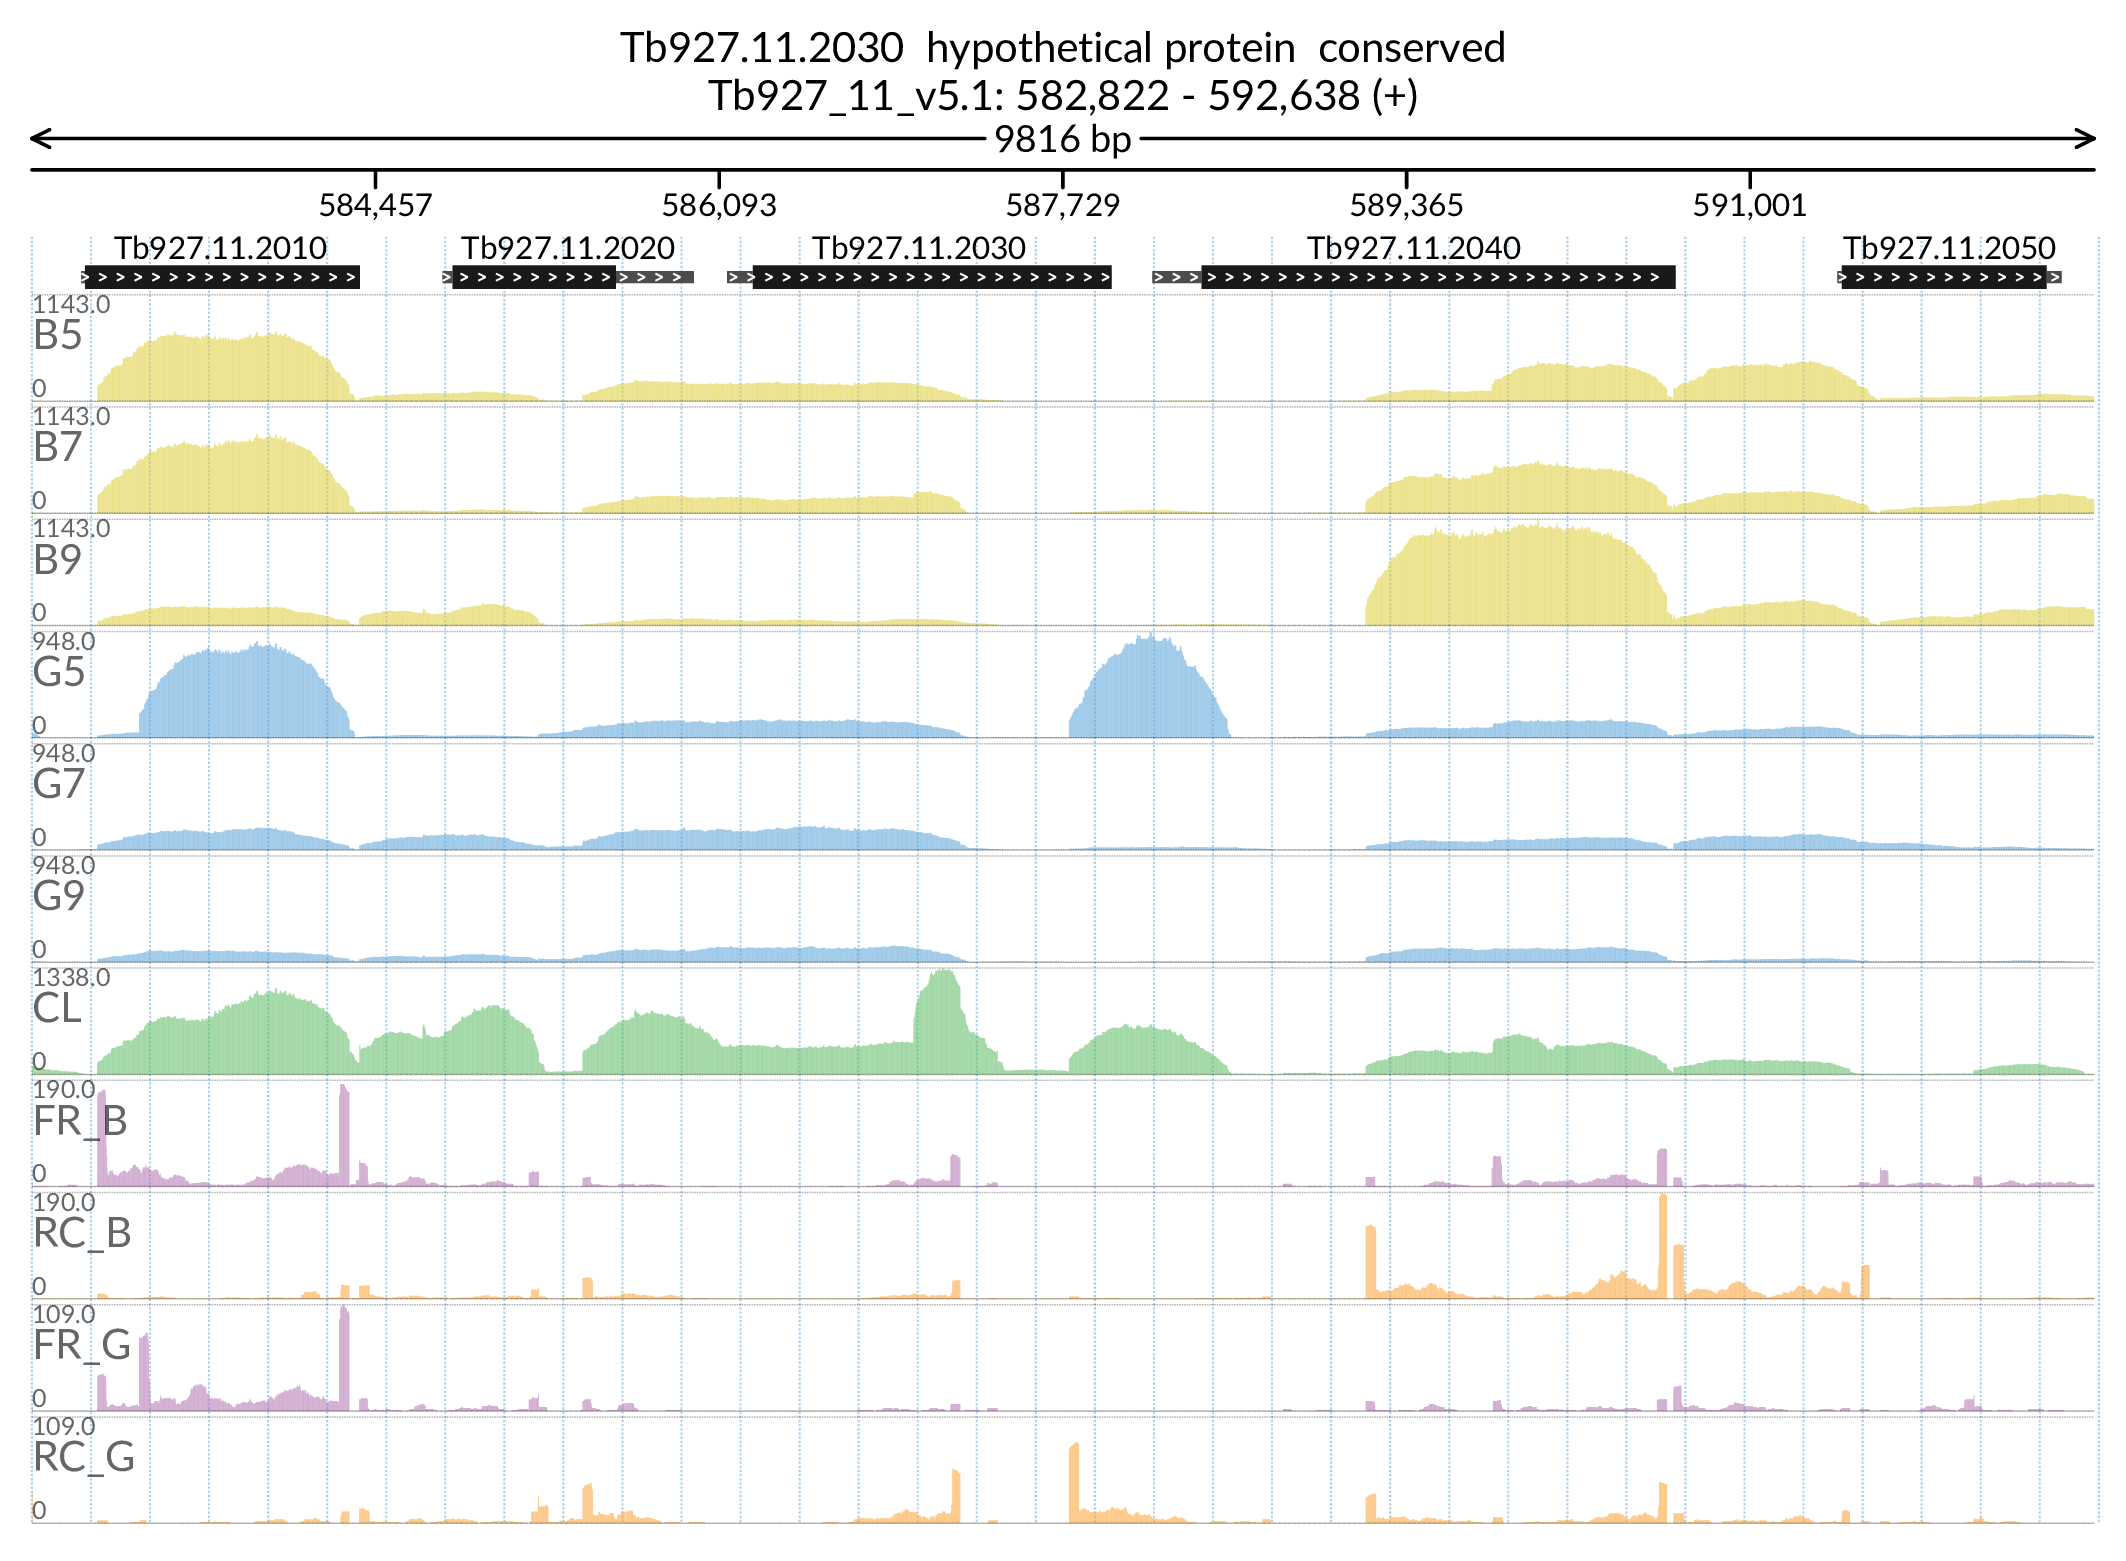 Tb927.11.2030  hypothetical protein  conserved
Tb927_11_v5.1: 582,822 - 592,638 (+)
9816 bp
584,457 586,093 587,729 589,365 591,001
Tb927.11.2010 Tb927.11.2020 Tb927.11.2030 Tb927.11.2040 Tb927.11.2050
1143.0
B5
0
1143.0
B7
0
1143.0
B9
0
948.0
G5
0
948.0
G7
0
948.0
G9
0
1338.0
CL
0
190.0
FR_B
0
190.0
RC_B
0
109.0
FR_G
0
109.0
RC_G
0